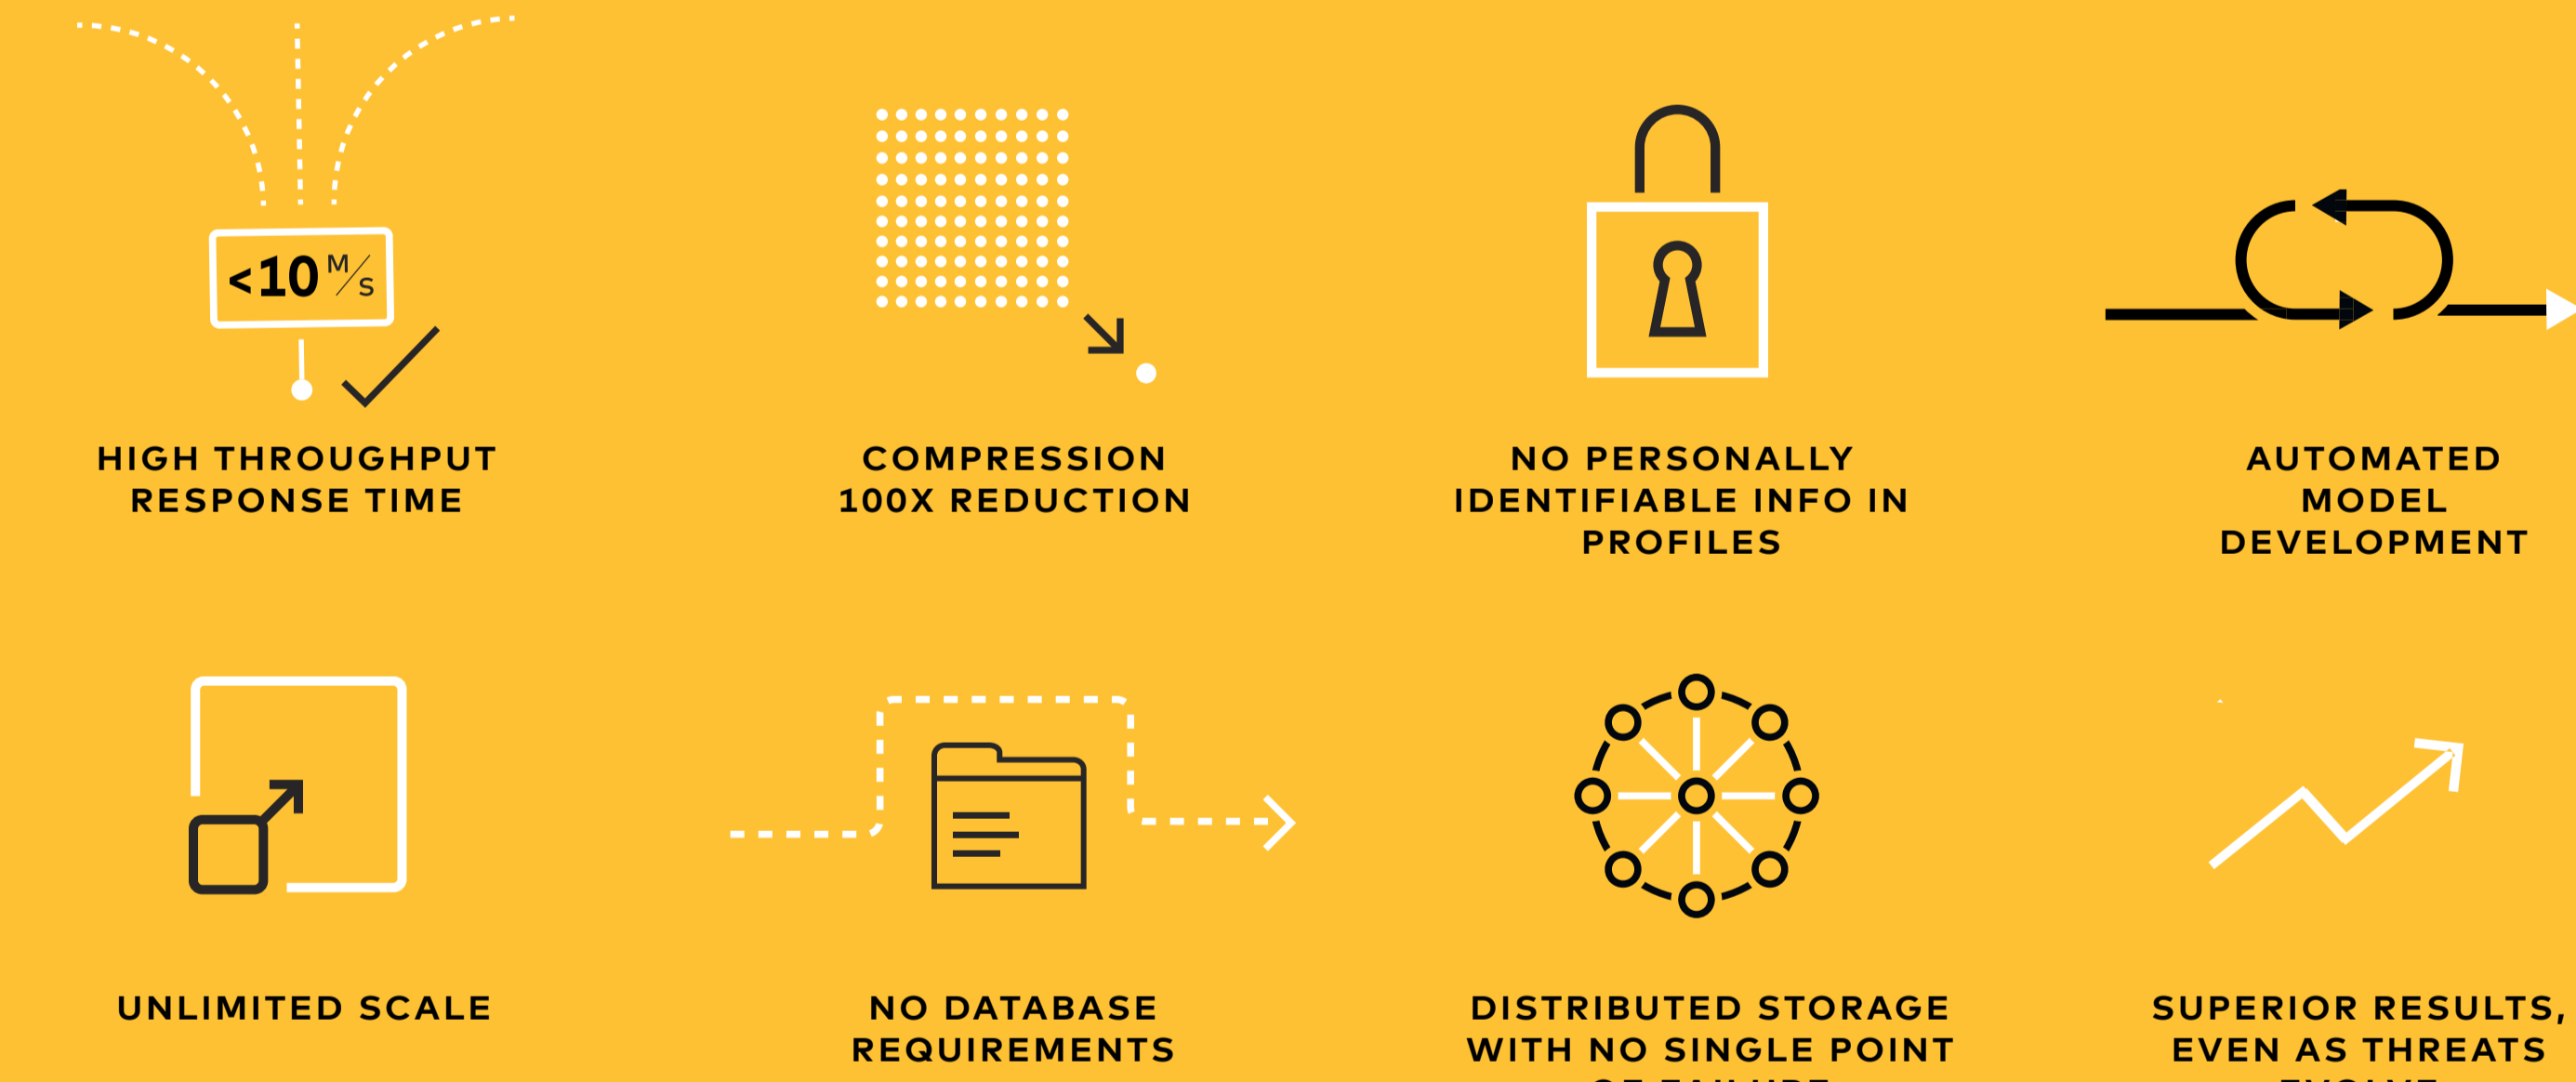 <10 M/s
HIGH THROUGHPUT
RESPONSE TIME
COMPRESSION
100X REDUCTION
NO PERSONALLY
IDENTIFIABLE INFO IN
PROFILES
AUTOMATED
MODEL
DEVELOPMENT
UNLIMITED SCALE
NO DATABASE
REQUIREMENTS
DISTRIBUTED STORAGE
WITH NO SINGLE POINT
SUPERIOR RESULTS,
EVEN AS THREATS